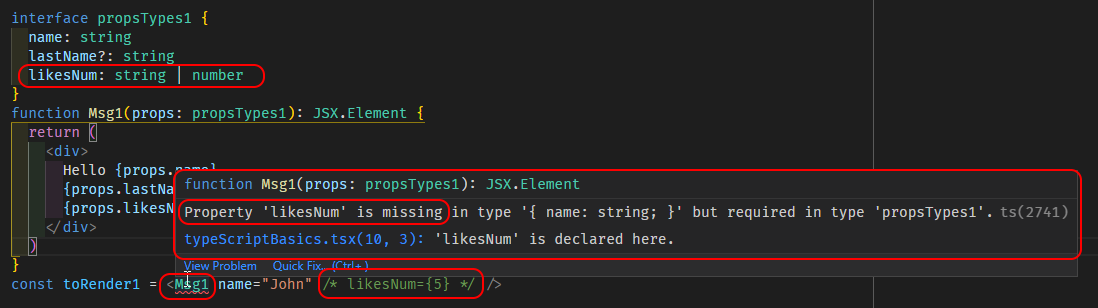 interface propsTypes1 {
name: string
lastName?: string
likesNum: string | number
}
function Msg1(props: propsTypes1): JSX.Element {
return (
<div>
Hello {props.name}
{props.lastNa
{props.likesN
</div>
)
}
const toRender1 = <Msg1 name="John" /* likesNum={5} */ />
function Msg1(props: propsTypes1): JSX.Element
Property 'likesNum' is missing in type '{ name: string; }' but required in type 'propsTypes1'. ts(2741)
typeScriptBasics.tsx(10, 3): 'likesNum' is declared here.
View Problem Quick Fix... (Ctrl+.)